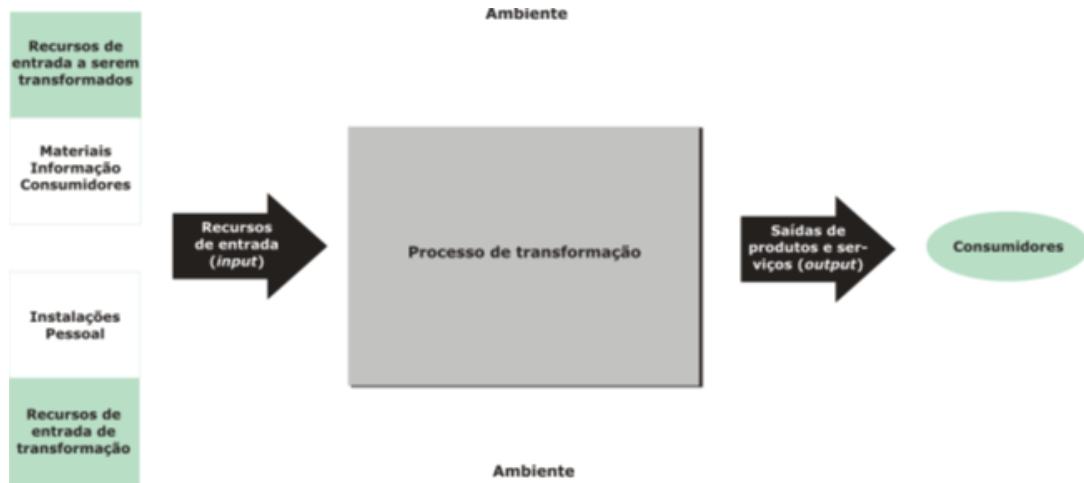 Ambiente
Recursos de
entrada a serem
transformados
Materiais
Informação
Consumidores
Recursos
de entrada
(input)
Processo de transformação
Saídas de
produtos e ser-
viços (output)
Consumidores
Instalações
Pessoal
Recursos de
entrada de
transformação
Ambiente